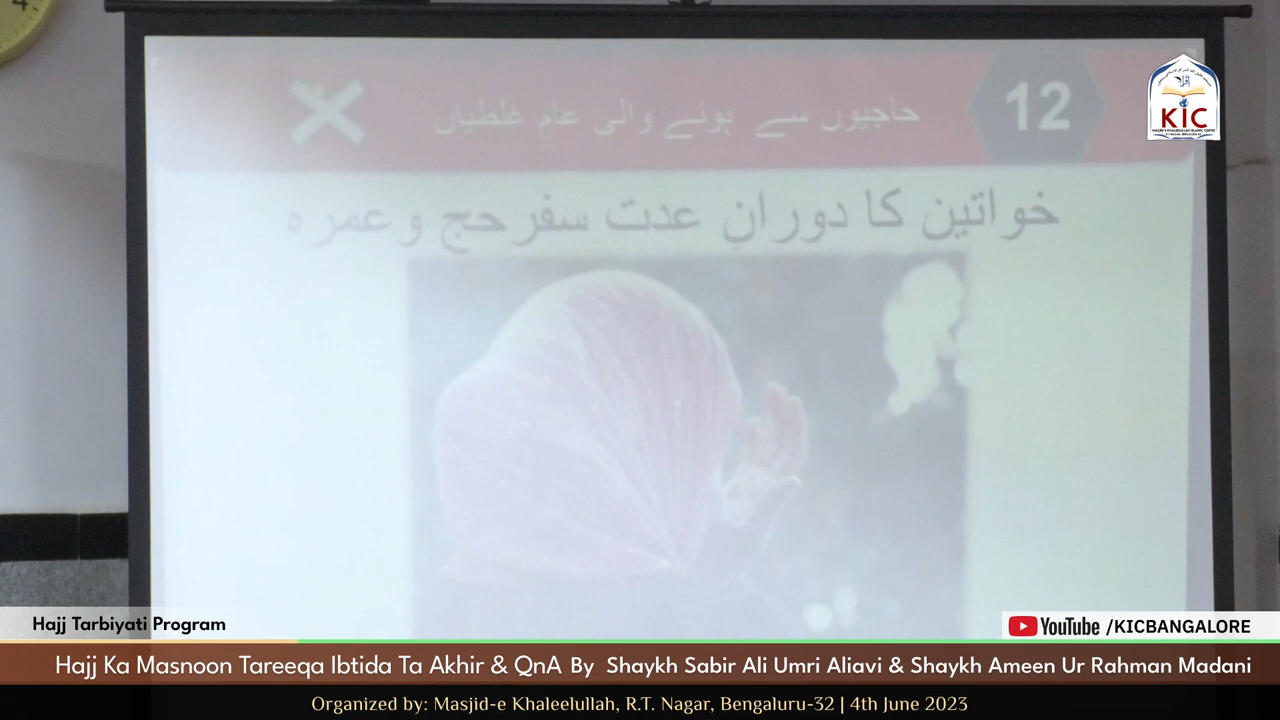 12
حاجیوں سے ہونے والی عام غلطیاں
خواتین کا دورانِ عدت سفر حج و عمرہ
KIC
Hajj Tarbiyati Program
YouTube /KICBANGALORE
Hajj Ka Masnoon Tareeqa Ibtida Ta Akhir & QnA By Shaykh Sabir Ali Umri Aliavi & Shaykh Ameen Ur Rahman Madani
Organized by: Masjid-e Khaleelullah, R.T. Nagar, Bengaluru-32 | 4th June 2023